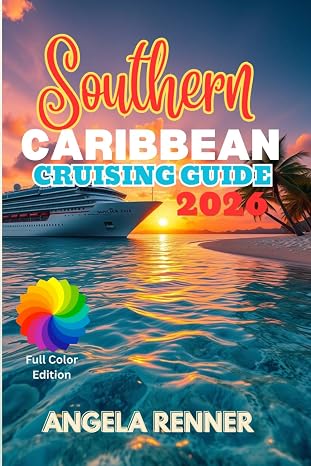 Southern
CARIBBEAN
CRUISING GUIDE
2026
Full Color
Edition
ANGELA RENNER